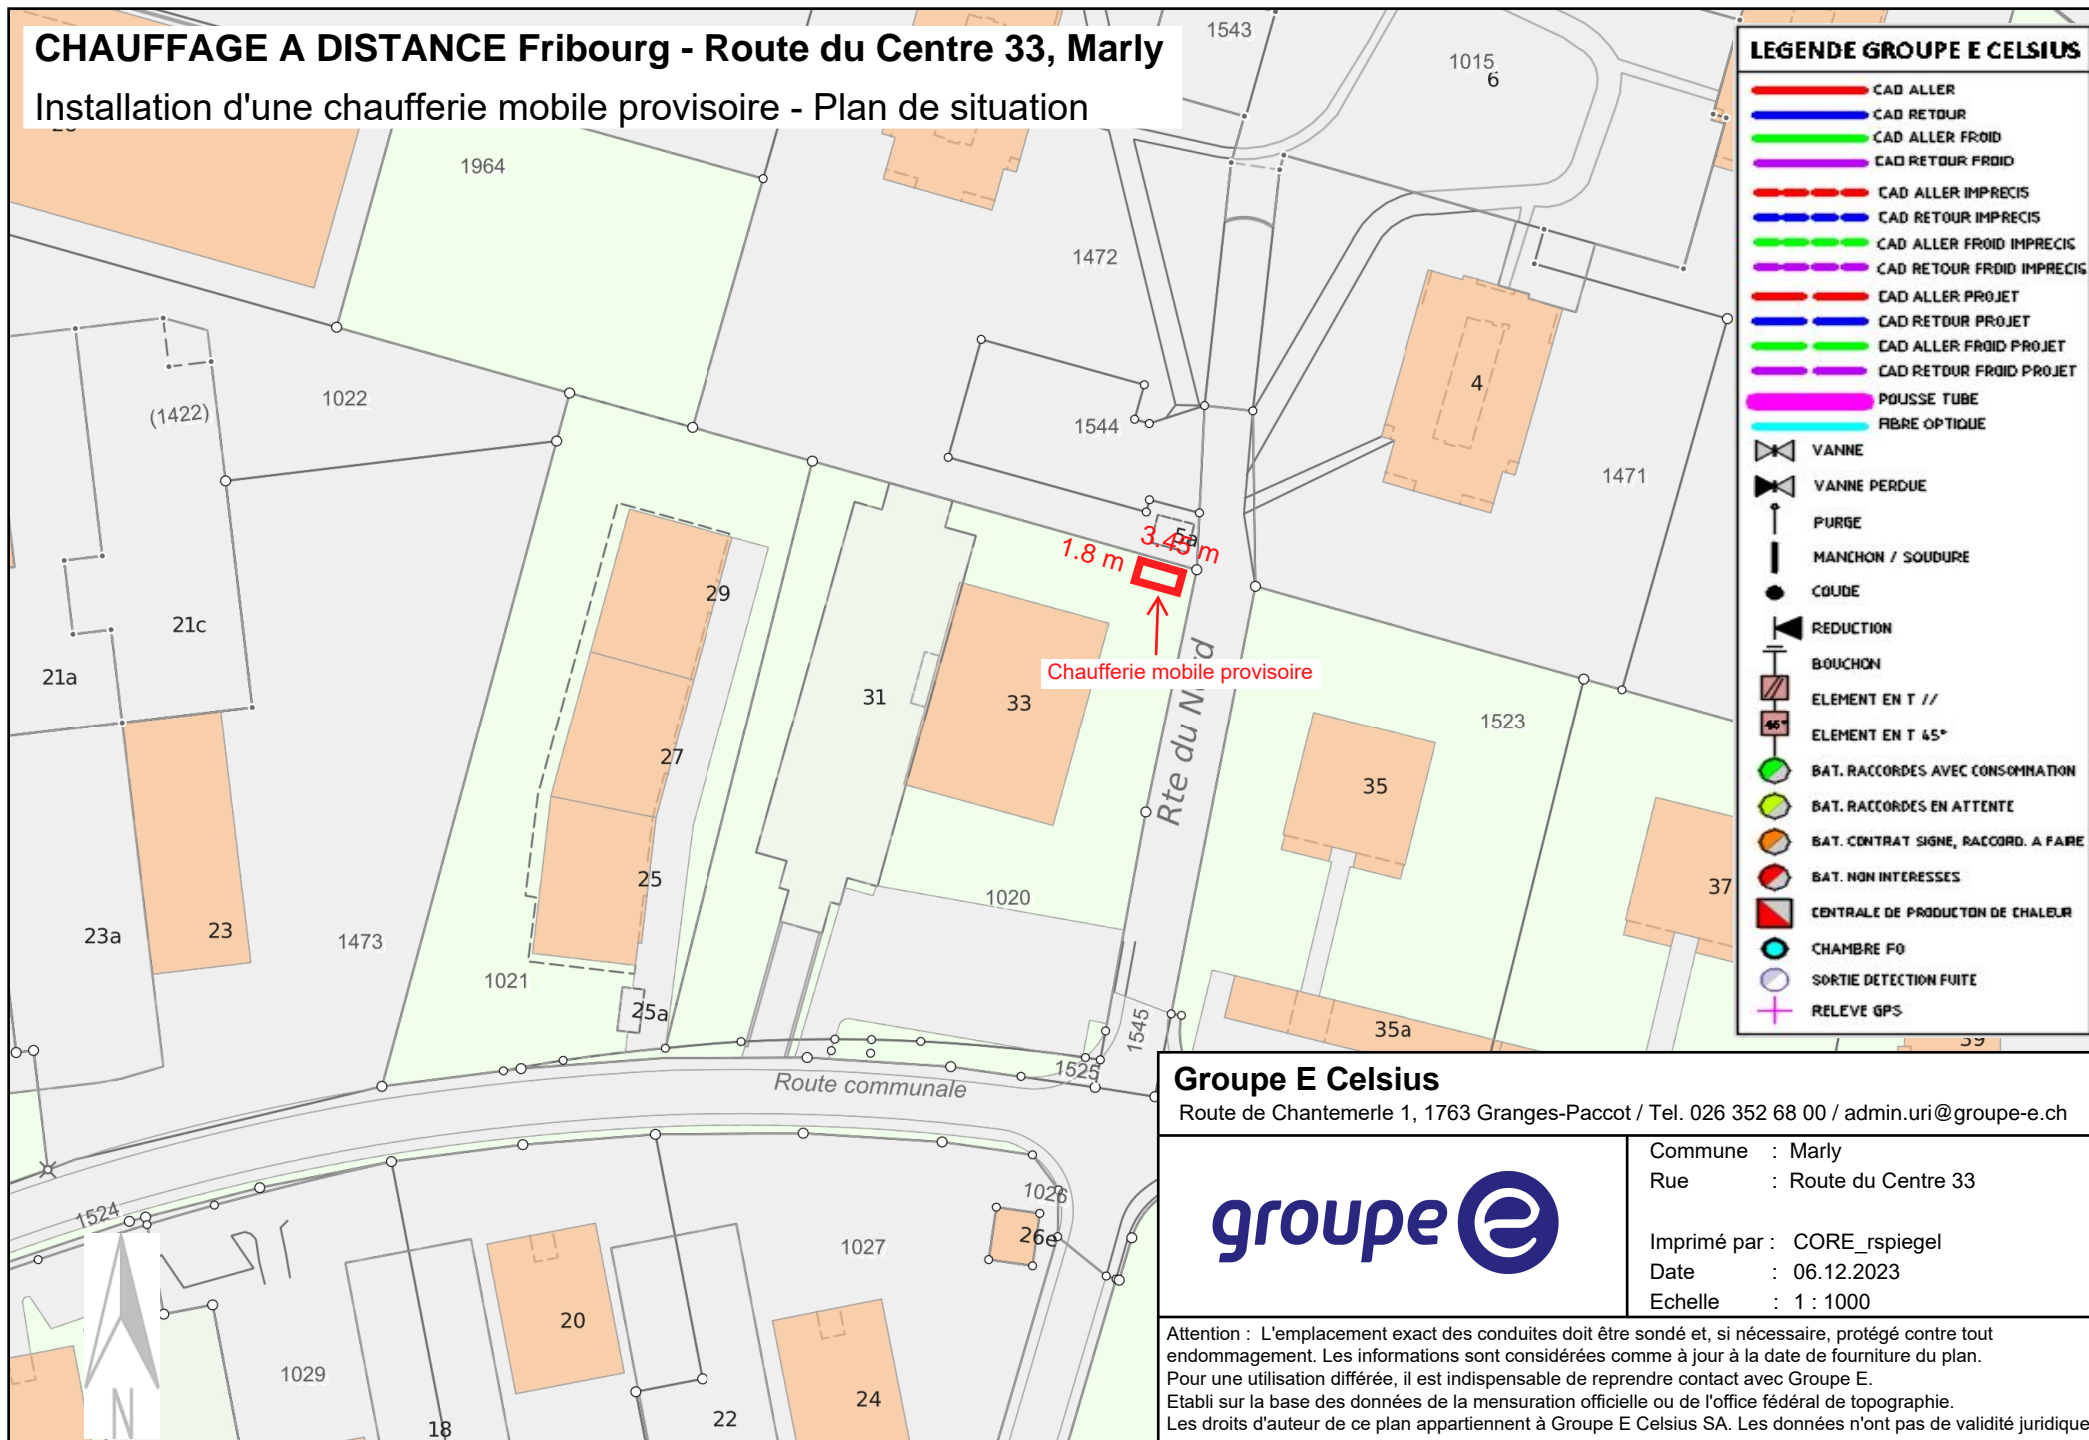 CHAUFFAGE A DISTANCE Fribourg - Route du Centre 33, Marly
Installation d'une chaufferie mobile provisoire - Plan de situation
1543
1015
6
1964
1472
4
1022
(1422)
1544
1471
5a
3.45 m
1.8 m
29
21c
21a
31
33
Chaufferie mobile provisoire
Rte du Nord
1523
27
35
25
37
1020
23
23a
1473
1021
25a
1545
35a
39
1525
Route communale
1524
1026
26e
1027
20
1029
24
22
18
N
LEGENDE GROUPE E CELSIUS
CAD ALLER
CAD RETOUR
CAD ALLER FROID
CAD RETOUR FROID
CAD ALLER IMPRECIS
CAD RETOUR IMPRECIS
CAD ALLER FROID IMPRECIS
CAD RETOUR FROID IMPRECIS
CAD ALLER PROJET
CAD RETOUR PROJET
CAD ALLER FROID PROJET
CAD RETOUR FROID PROJET
POUSSE TUBE
FIBRE OPTIQUE
VANNE
VANNE PERDUE
PURGE
MANCHON / SOUDURE
COUDE
REDUCTION
BOUCHON
ELEMENT EN T //
45°
ELEMENT EN T 45°
BAT. RACCORDES AVEC CONSOMMATION
BAT. RACCORDES EN ATTENTE
BAT. CONTRAT SIGNE, RACCORD. A FAIRE
BAT. NON INTERESSES
CENTRALE DE PRODUCTON DE CHALEUR
CHAMBRE FO
SORTIE DETECTION FUITE
RELEVE GPS
Groupe E Celsius
Route de Chantemerle 1, 1763 Granges-Paccot / Tel. 026 352 68 00 / admin.uri@groupe-e.ch
groupe e
Commune : Marly
Rue : Route du Centre 33
Imprimé par : CORE_rspiegel
Date : 06.12.2023
Echelle : 1 : 1000
Attention : L'emplacement exact des conduites doit être sondé et, si nécessaire, protégé contre tout
endommagement. Les informations sont considérées comme à jour à la date de fourniture du plan.
Pour une utilisation différée, il est indispensable de reprendre contact avec Groupe E.
Etabli sur la base des données de la mensuration officielle ou de l'office fédéral de topographie.
Les droits d'auteur de ce plan appartiennent à Groupe E Celsius SA. Les données n'ont pas de validité juridique